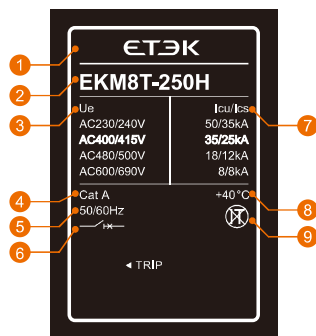 ETEK
1
EKM8T-250H
2
Ue Icu/Ics
3 7
AC230/240V 50/35kA
AC400/415V 35/25kA
AC480/500V 18/12kA
AC600/690V 8/8kA
4 Cat A +40°C 8
5 50/60Hz
6 9
◄ TRIP